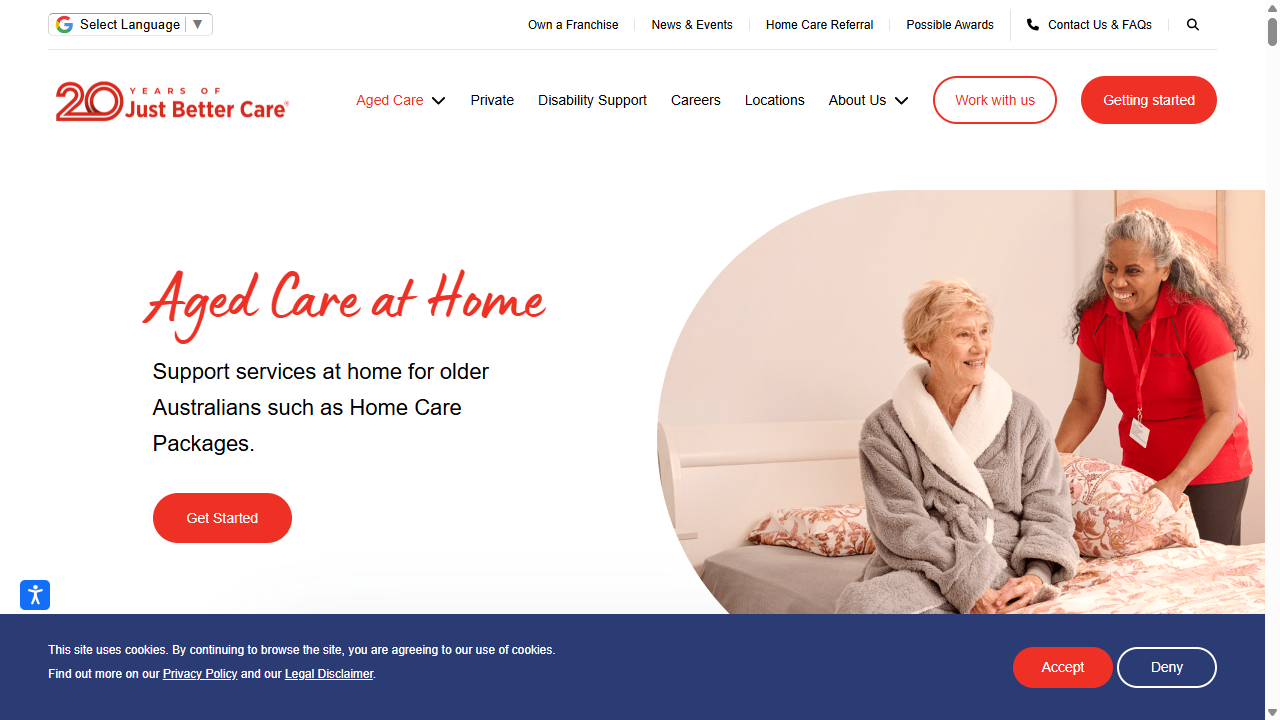 Select Language ▼
Own a Franchise
News & Events
Home Care Referral
Possible Awards
Contact Us & FAQs
20 YEARS OF
Just Better Care
Aged Care
Private
Disability Support
Careers
Locations
About Us
Work with us
Getting started
Aged Care at Home
Support services at home for older
Australians such as Home Care
Packages.
Get Started
This site uses cookies. By continuing to browse the site, you are agreeing to our use of cookies.
Find out more on our Privacy Policy and our Legal Disclaimer.
Accept
Deny